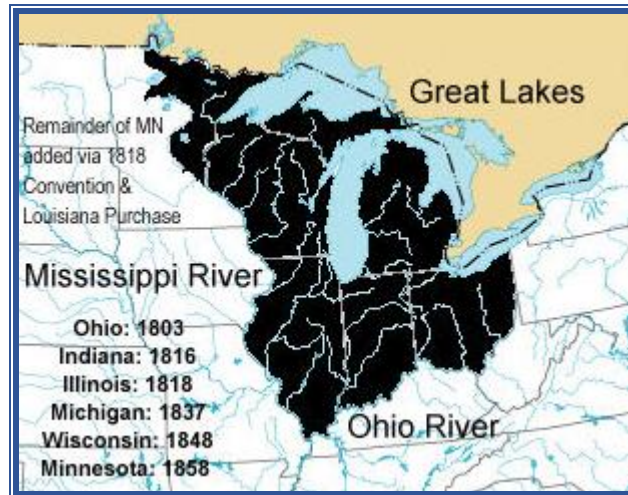 Great Lakes
Remainder of MN
added via 1818
Convention &
Louisiana Purchase
Mississippi River
Ohio: 1803
Indiana: 1816
Illinois: 1818
Michigan: 1837
Wisconsin: 1848
Minnesota: 1858
Ohio River